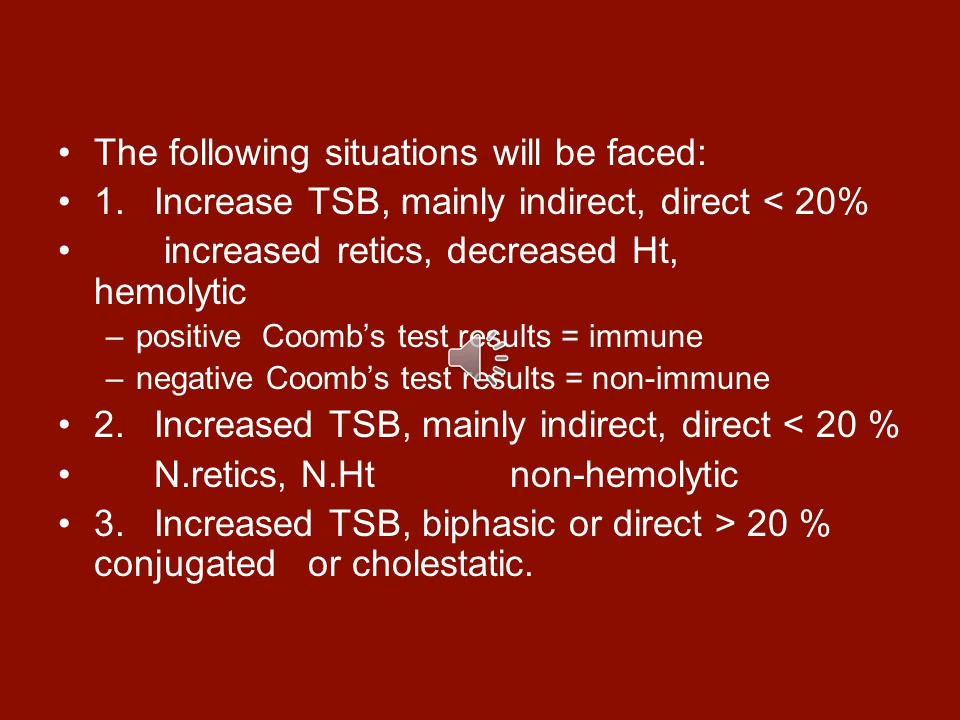 • The following situations will be faced:
• 1. Increase TSB, mainly indirect, direct < 20%
• increased retics, decreased Ht,
hemolytic
– positive Coomb’s test results = immune
– negative Coomb’s test results = non-immune
• 2. Increased TSB, mainly indirect, direct < 20 %
• N.retics, N.Ht non-hemolytic
• 3. Increased TSB, biphasic or direct > 20 %
conjugated or cholestatic.